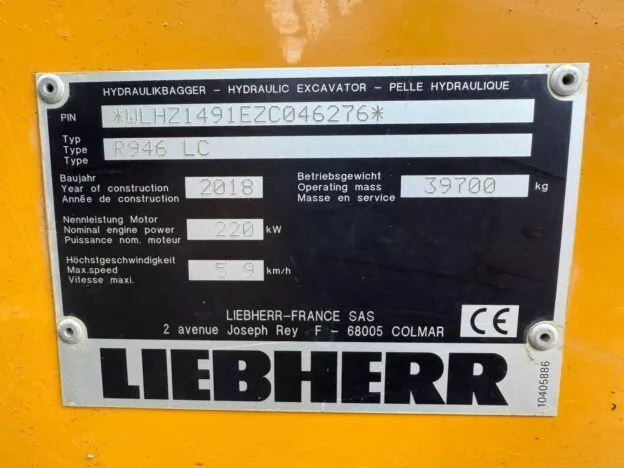 HYDRAULIKBAGGER - HYDRAULIC EXCAVATOR - PELLE HYDRAULIQUE
PIN *WLHZ1491EZC046276*
Typ
Type R946 LC
Type
Baujahr
Year of construction 2018
Année de construction
Betriebsgewicht
Operating mass 39700 kg
Masse en service
Nennleistung Motor
Nominal engine power 220 kW
Puissance nom. moteur
Höchstgeschwindigkeit
Max.speed 5 9 km/h
Vitesse maxi.
LIEBHERR-FRANCE SAS
2 avenue Joseph Rey F - 68005 COLMAR
CE
LIEBHERR
10405886